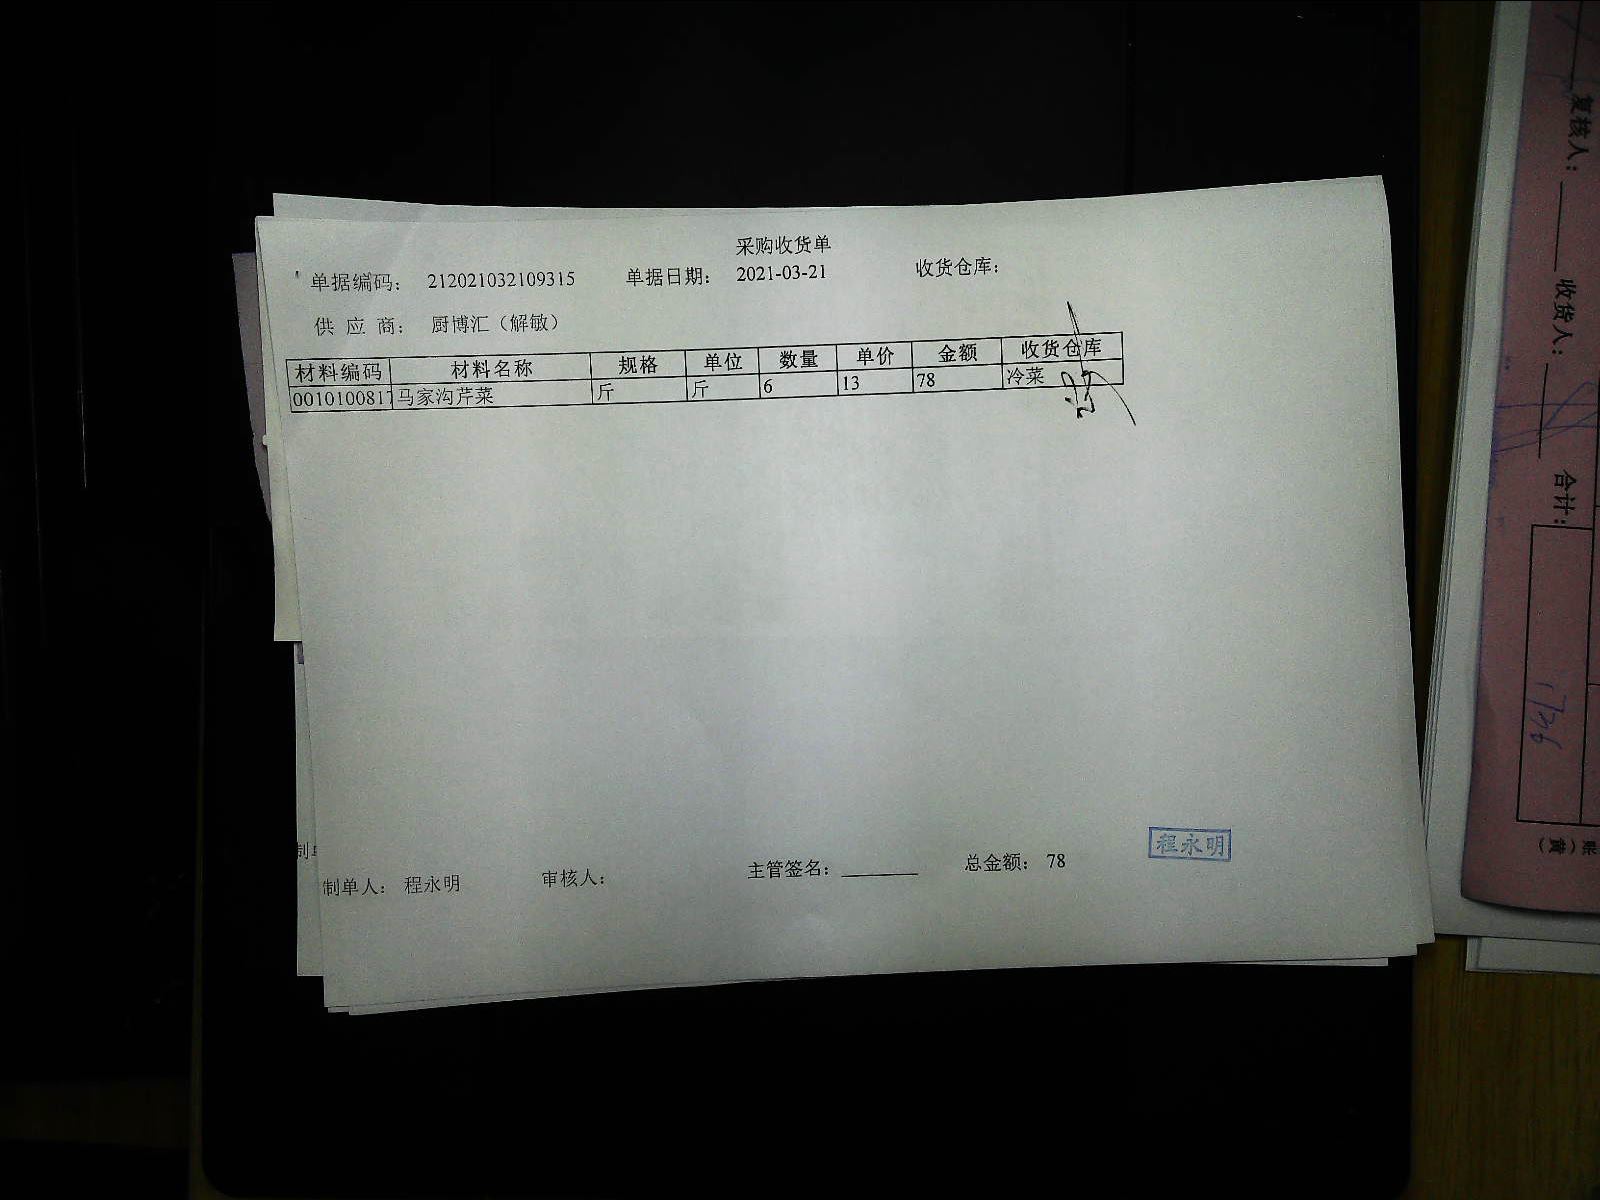 采购收货单
单据编码： 212021032109315 单据日期： 2021-03-21 收货仓库：
供 应 商： 厨博汇（解敏）
材料编码 材料名称 规格 单位 数量 单价 金额 收货仓库
0010100817 马家沟芹菜 斤 斤 6 13 78 冷菜
制单人： 程永明 审核人： 主管签名： ________ 总金额： 78
程永明
复核人：
收货人：
合计：
账（黄）